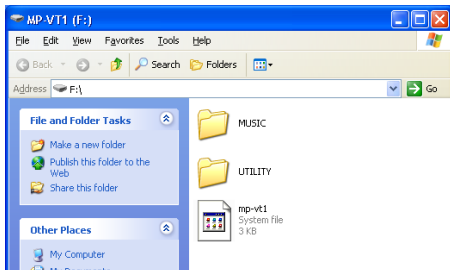 MP-VT1 (F:)
File Edit View Favorites Tools Help
Back Search Folders
Address F:\ Go
File and Folder Tasks
Make a new folder
Publish this folder to the
Web
Share this folder
Other Places
My Computer
My Documents
MUSIC
UTILITY
mp-vt1
System file
3 KB